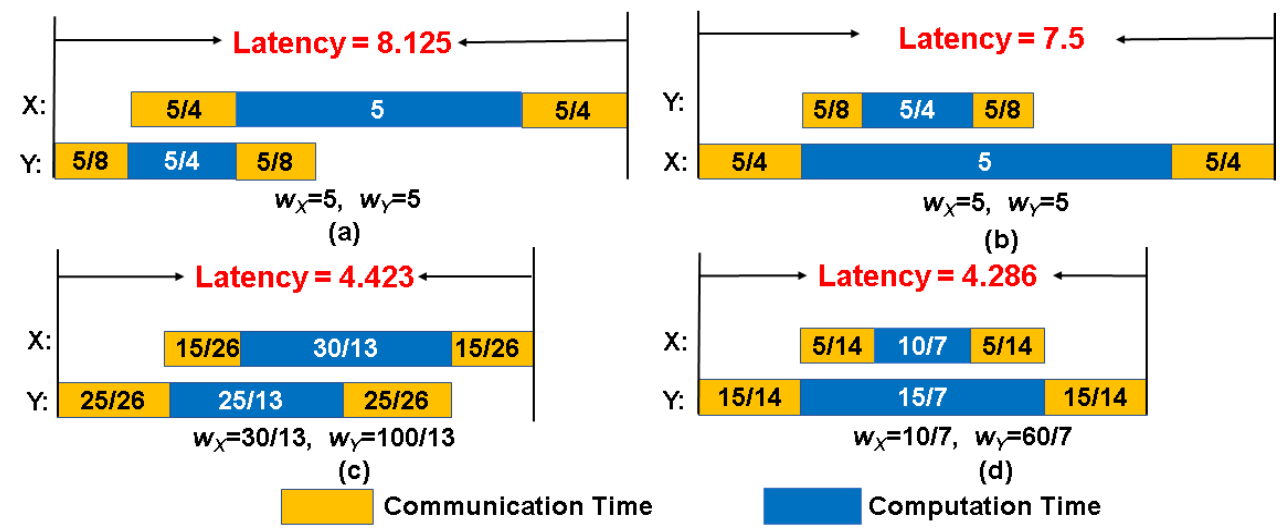 Latency = 8.125
X: 5/4 5 5/4
Y: 5/8 5/4 5/8
wX=5, wY=5
(a)
Latency = 7.5
Y: 5/8 5/4 5/8
X: 5/4 5 5/4
wX=5, wY=5
(b)
Latency = 4.423
X: 15/26 30/13 15/26
Y: 25/26 25/13 25/26
wX=30/13, wY=100/13
(c)
Latency = 4.286
X: 5/14 10/7 5/14
Y: 15/14 15/7 15/14
wX=10/7, wY=60/7
(d)
Communication Time
Computation Time